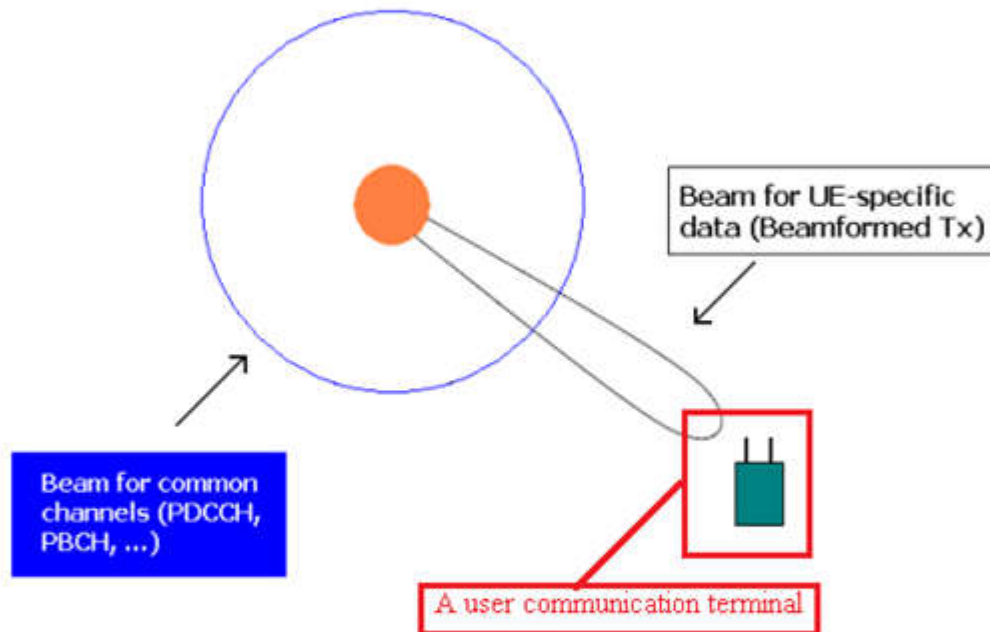 Beam for UE-specific
data (Beamformed Tx)
Beam for common
channels (PDCCH,
PBCH, ...)
A user communication terminal